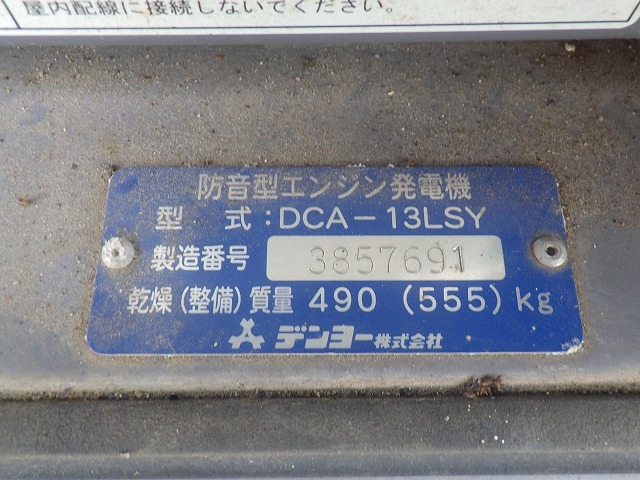 屋内配線に接続しないでください。
防音型エンジン発電機
型 式:DCA-13LSY
製造番号 3857691
乾燥(整備)質量 490 (555) kg
デンヨー株式会社